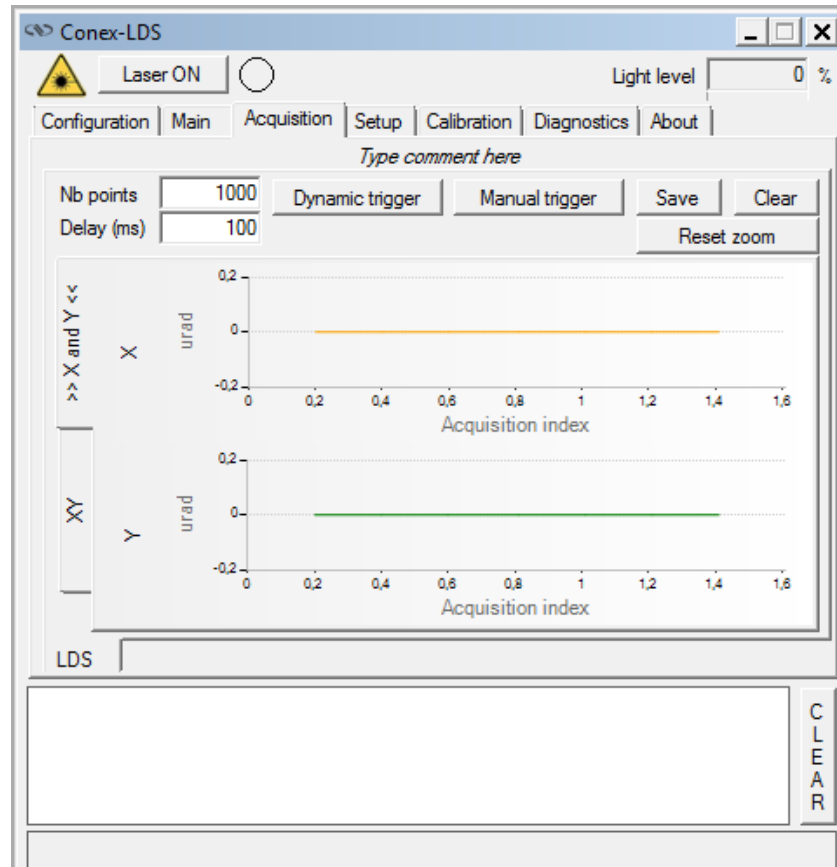 Conex-LDS
Laser ON Light level 0 %
Configuration Main Acquisition Setup Calibration Diagnostics About
Type comment here
Nb points 1000 Dynamic trigger Manual trigger Save Clear
Delay (ms) 100 Reset zoom
>> X and Y <<
XY
X
urad
0,2
0
-0,2
0 0,2 0,4 0,6 0,8 1 1,2 1,4 1,6
Acquisition index
Y
urad
0,2
0
-0,2
0 0,2 0,4 0,6 0,8 1 1,2 1,4 1,6
Acquisition index
LDS
C
L
E
A
R